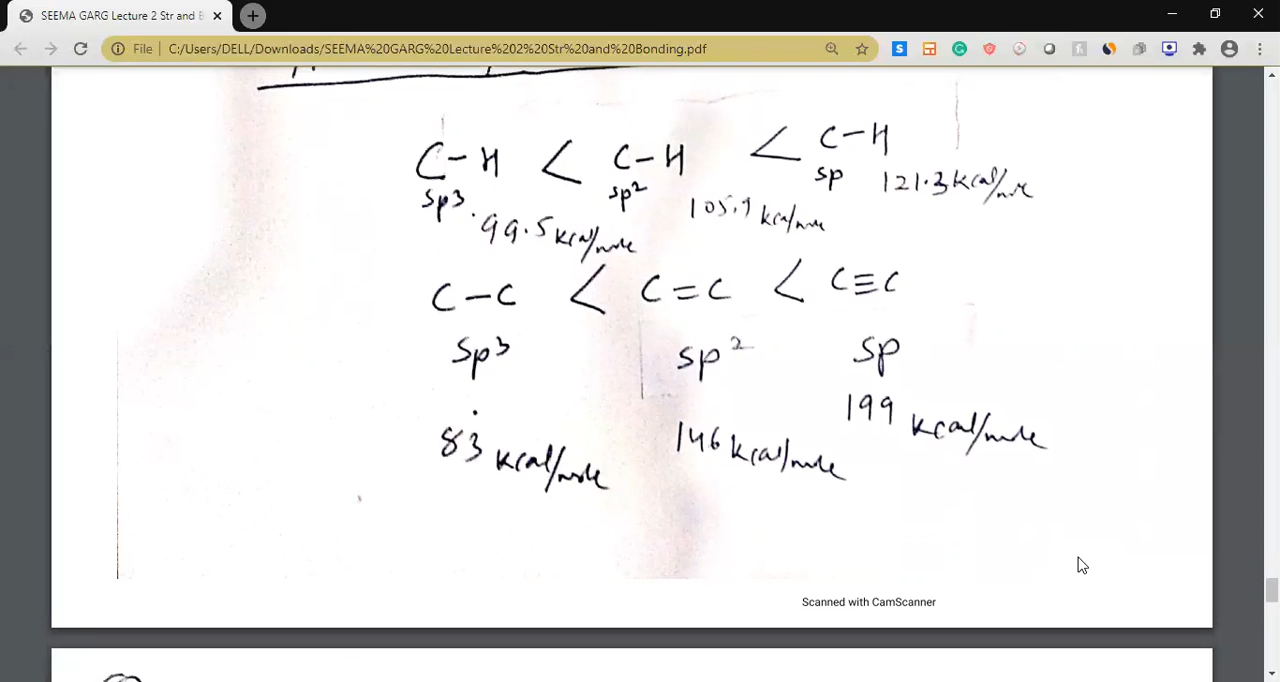 SEEMA GARG Lecture 2 Str and B
File | C:/Users/DELL/Downloads/SEEMA%20GARG%20Lecture%202%20Str%20and%20Bonding.pdf
C-H < C-H < C-H
sp3 sp2 sp 121.3 kcal/mole
99.5 kcal/mole 105.9 kcal/mole
C-C < C=C < C≡C
sp3 sp2 sp
83 kcal/mole 146 kcal/mole 199 kcal/mole
Scanned with CamScanner